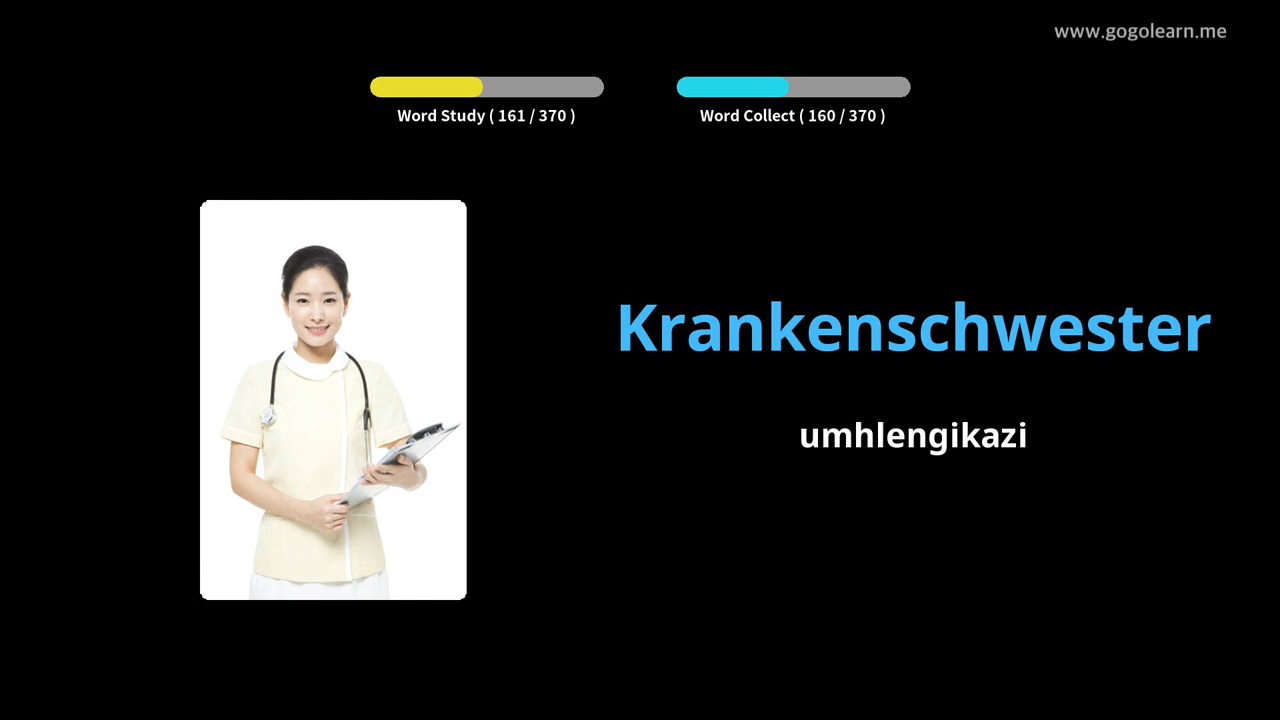 www.gogolearn.me
Word Study ( 161 / 370 )
Word Collect ( 160 / 370 )
Krankenschwester
umhlengikazi